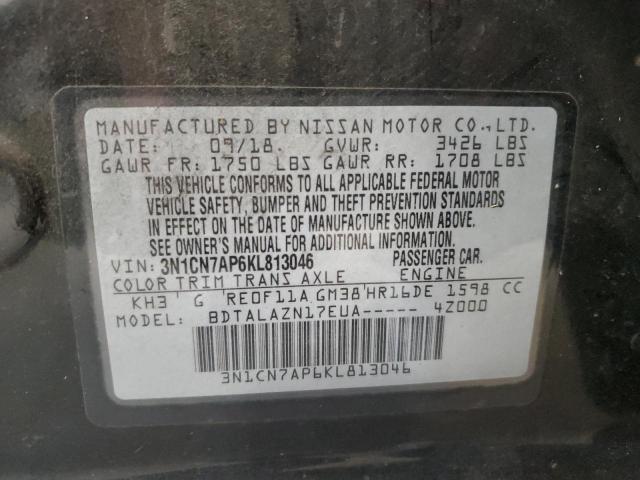 MANUFACTURED BY NISSAN MOTOR CO.,LTD.
DATE: 09/18. GVWR: 3426 LBS
GAWR FR: 1750 LBS GAWR RR: 1708 LBS
THIS VEHICLE CONFORMS TO ALL APPLICABLE FEDERAL MOTOR
VEHICLE SAFETY, BUMPER AND THEFT PREVENTION STANDARDS
IN EFFECT ON THE DATE OF MANUFACTURE SHOWN ABOVE.
SEE OWNER'S MANUAL FOR ADDITIONAL INFORMATION.
VIN: 3N1CN7AP6KL813046 PASSENGER CAR.
COLOR TRIM TRANS AXLE ENGINE
KH3 G RE0F11A GM38 HR16DE 1598 CC
MODEL: BDTALAZN17EUA----- 4Z000
3N1CN7AP6KL813046